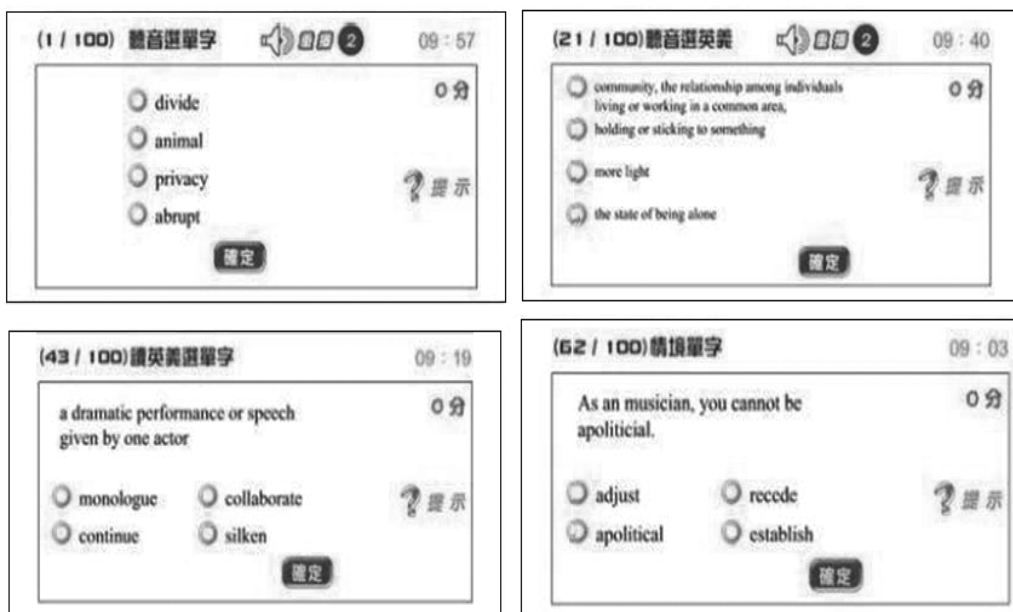 (1 / 100) 聽音選單字 2 09 : 57
0 分
divide
animal
privacy
abrupt
? 提示
確定
(21 / 100)聽音選英義 2 09 : 40
0 分
community, the relationship among individuals
living or working in a common area,
holding or sticking to something
more light
the state of being alone
? 提示
確定
(43 / 100)讀英義選單字 09 : 19
0 分
a dramatic performance or speech
given by one actor
monologue collaborate
continue silken
? 提示
確定
(62 / 100)情境單字 09 : 03
0 分
As an musician, you cannot be
apoliticial.
adjust recede
apolitical establish
? 提示
確定